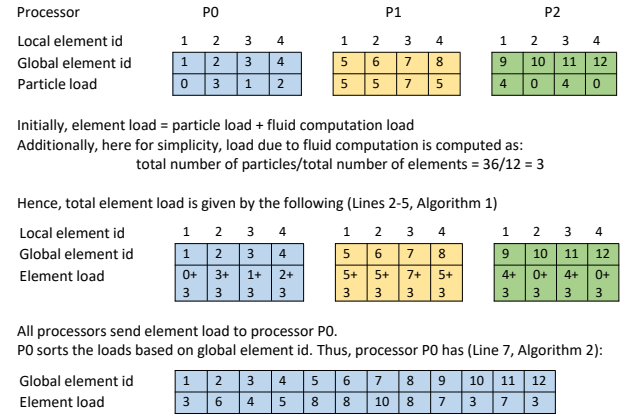 Processor P0 P1 P2
Local element id 1 2 3 4 1 2 3 4 1 2 3 4
Global element id 1 2 3 4 5 6 7 8 9 10 11 12
Particle load 0 3 1 2 5 5 7 5 4 0 4 0
Initially, element load = particle load + fluid computation load
Additionally, here for simplicity, load due to fluid computation is computed as:
total number of particles/total number of elements = 36/12 = 3
Hence, total element load is given by the following (Lines 2-5, Algorithm 1)
Local element id 1 2 3 4 1 2 3 4 1 2 3 4
Global element id 1 2 3 4 5 6 7 8 9 10 11 12
Element load 0+ 3+ 1+ 2+ 5+ 5+ 7+ 5+ 4+ 0+ 4+ 0+
3 3 3 3 3 3 3 3 3 3 3 3
All processors send element load to processor P0.
P0 sorts the loads based on global element id. Thus, processor P0 has (Line 7, Algorithm 2):
Global element id 1 2 3 4 5 6 7 8 9 10 11 12
Element load 3 6 4 5 8 8 10 8 7 3 7 3